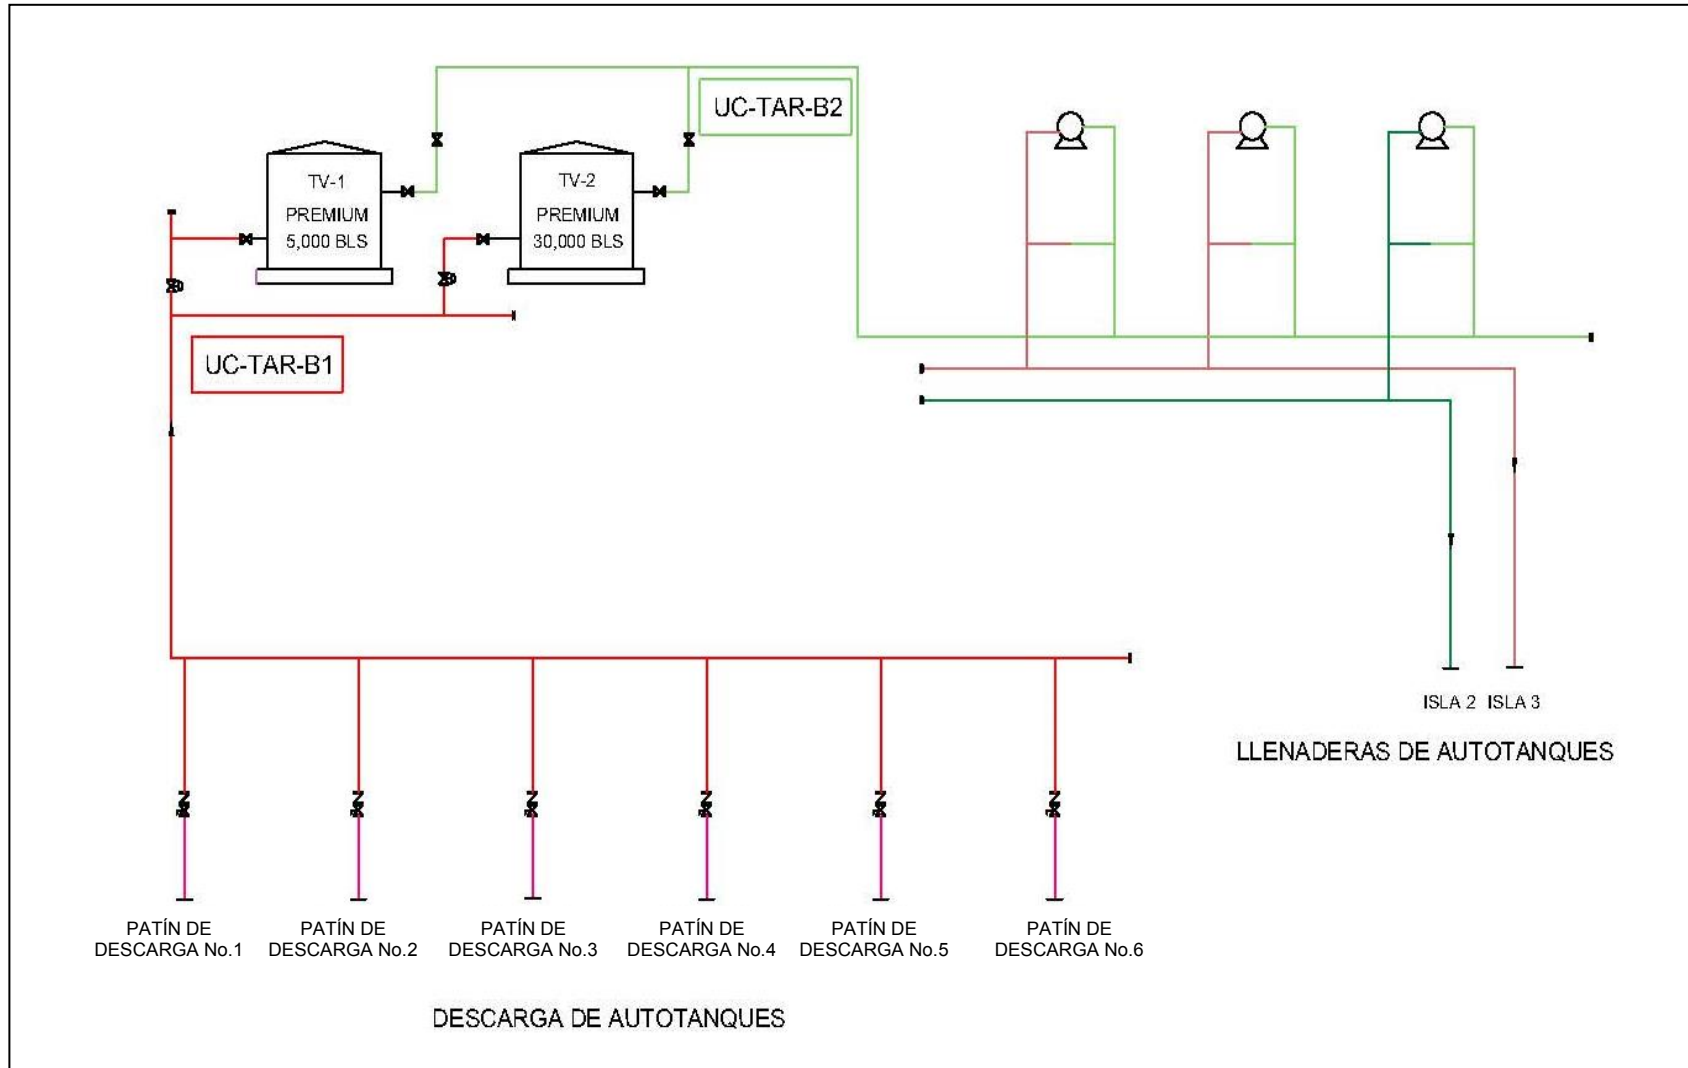 UC-TAR-B2
TV-1
PREMIUM
5,000 BLS
TV-2
PREMIUM
30,000 BLS
UC-TAR-B1
ISLA 2
ISLA 3
LLENADERAS DE AUTOTANQUES
PATÍN DE
DESCARGA No.1
PATÍN DE
DESCARGA No.2
PATÍN DE
DESCARGA No.3
PATÍN DE
DESCARGA No.4
PATÍN DE
DESCARGA No.5
PATÍN DE
DESCARGA No.6
DESCARGA DE AUTOTANQUES